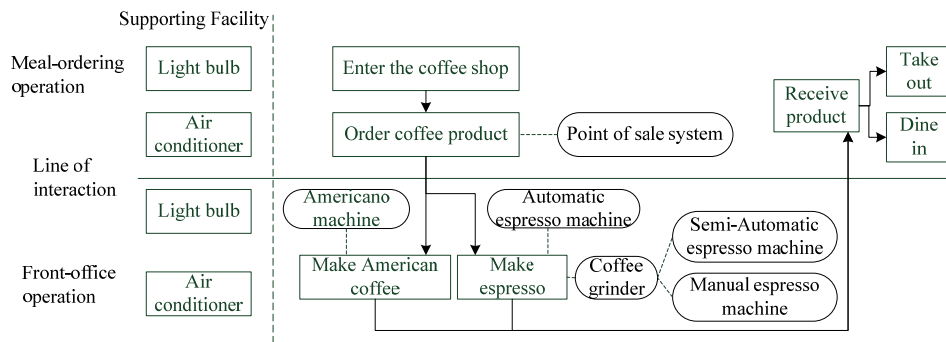 Supporting Facility
Meal-ordering
operation
Light bulb
Enter the coffee shop
Take
out
Air
conditioner
Order coffee product
Point of sale system
Receive
product
Dine
in
Line of
interaction
Light bulb
Americano
machine
Automatic
espresso machine
Semi-Automatic
espresso machine
Front-office
operation
Air
conditioner
Make American
coffee
Make
espresso
Coffee
grinder
Manual espresso
machine